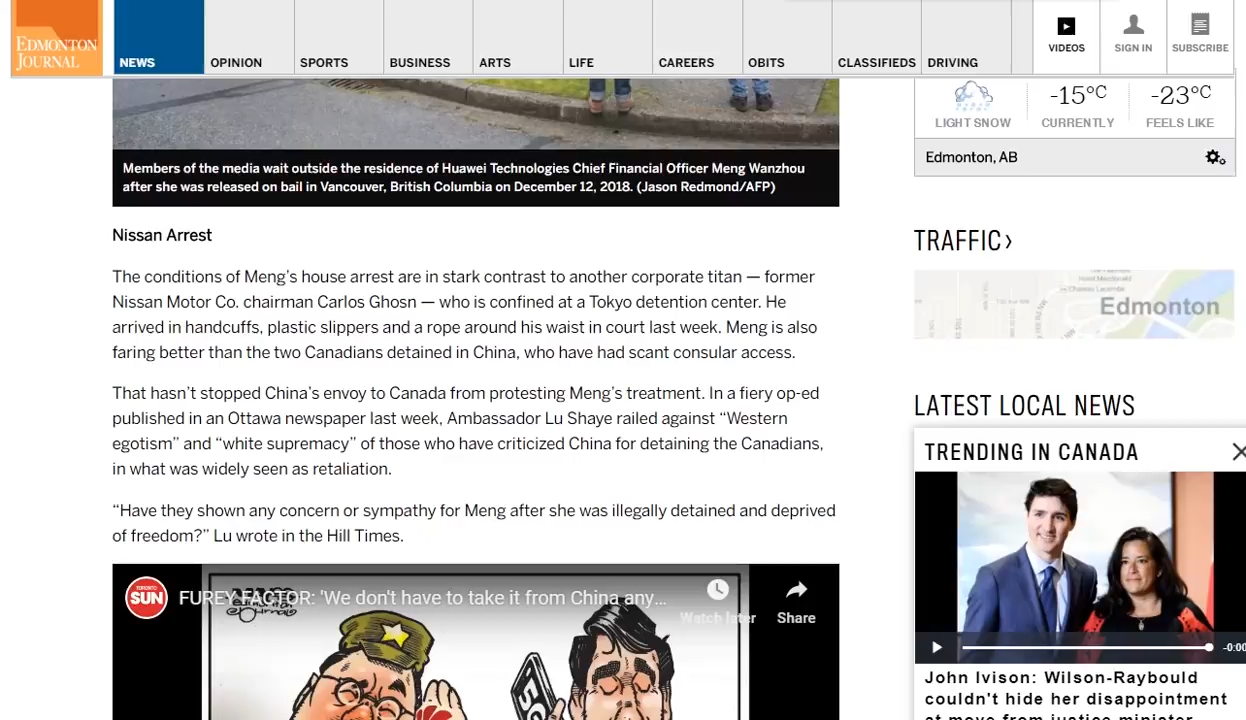 EDMONTON
JOURNAL
NEWS
OPINION
SPORTS
BUSINESS
ARTS
LIFE
CAREERS
OBITS
CLASSIFIEDS
DRIVING
VIDEOS
SIGN IN
SUBSCRIBE
LIGHT SNOW
-15°C
CURRENTLY
-23°C
FEELS LIKE
Edmonton, AB
Members of the media wait outside the residence of Huawei Technologies Chief Financial Officer Meng Wanzhou
after she was released on bail in Vancouver, British Columbia on December 12, 2018. (Jason Redmond/AFP)
Nissan Arrest
The conditions of Meng’s house arrest are in stark contrast to another corporate titan — former
Nissan Motor Co. chairman Carlos Ghosn — who is confined at a Tokyo detention center. He
arrived in handcuffs, plastic slippers and a rope around his waist in court last week. Meng is also
faring better than the two Canadians detained in China, who have had scant consular access.
That hasn’t stopped China’s envoy to Canada from protesting Meng’s treatment. In a fiery op-ed
published in an Ottawa newspaper last week, Ambassador Lu Shaye railed against “Western
egotism” and “white supremacy” of those who have criticized China for detaining the Canadians,
in what was widely seen as retaliation.
“Have they shown any concern or sympathy for Meng after she was illegally detained and deprived
of freedom?” Lu wrote in the Hill Times.
TORONTO
SUN
FUREY FACTOR: 'We don't have to take it from China any...
Watch later
Share
5G
TRAFFIC›
Edmonton
LATEST LOCAL NEWS
TRENDING IN CANADA
-0:00
John Ivison: Wilson-Raybould
couldn't hide her disappointment
at move from justice minister